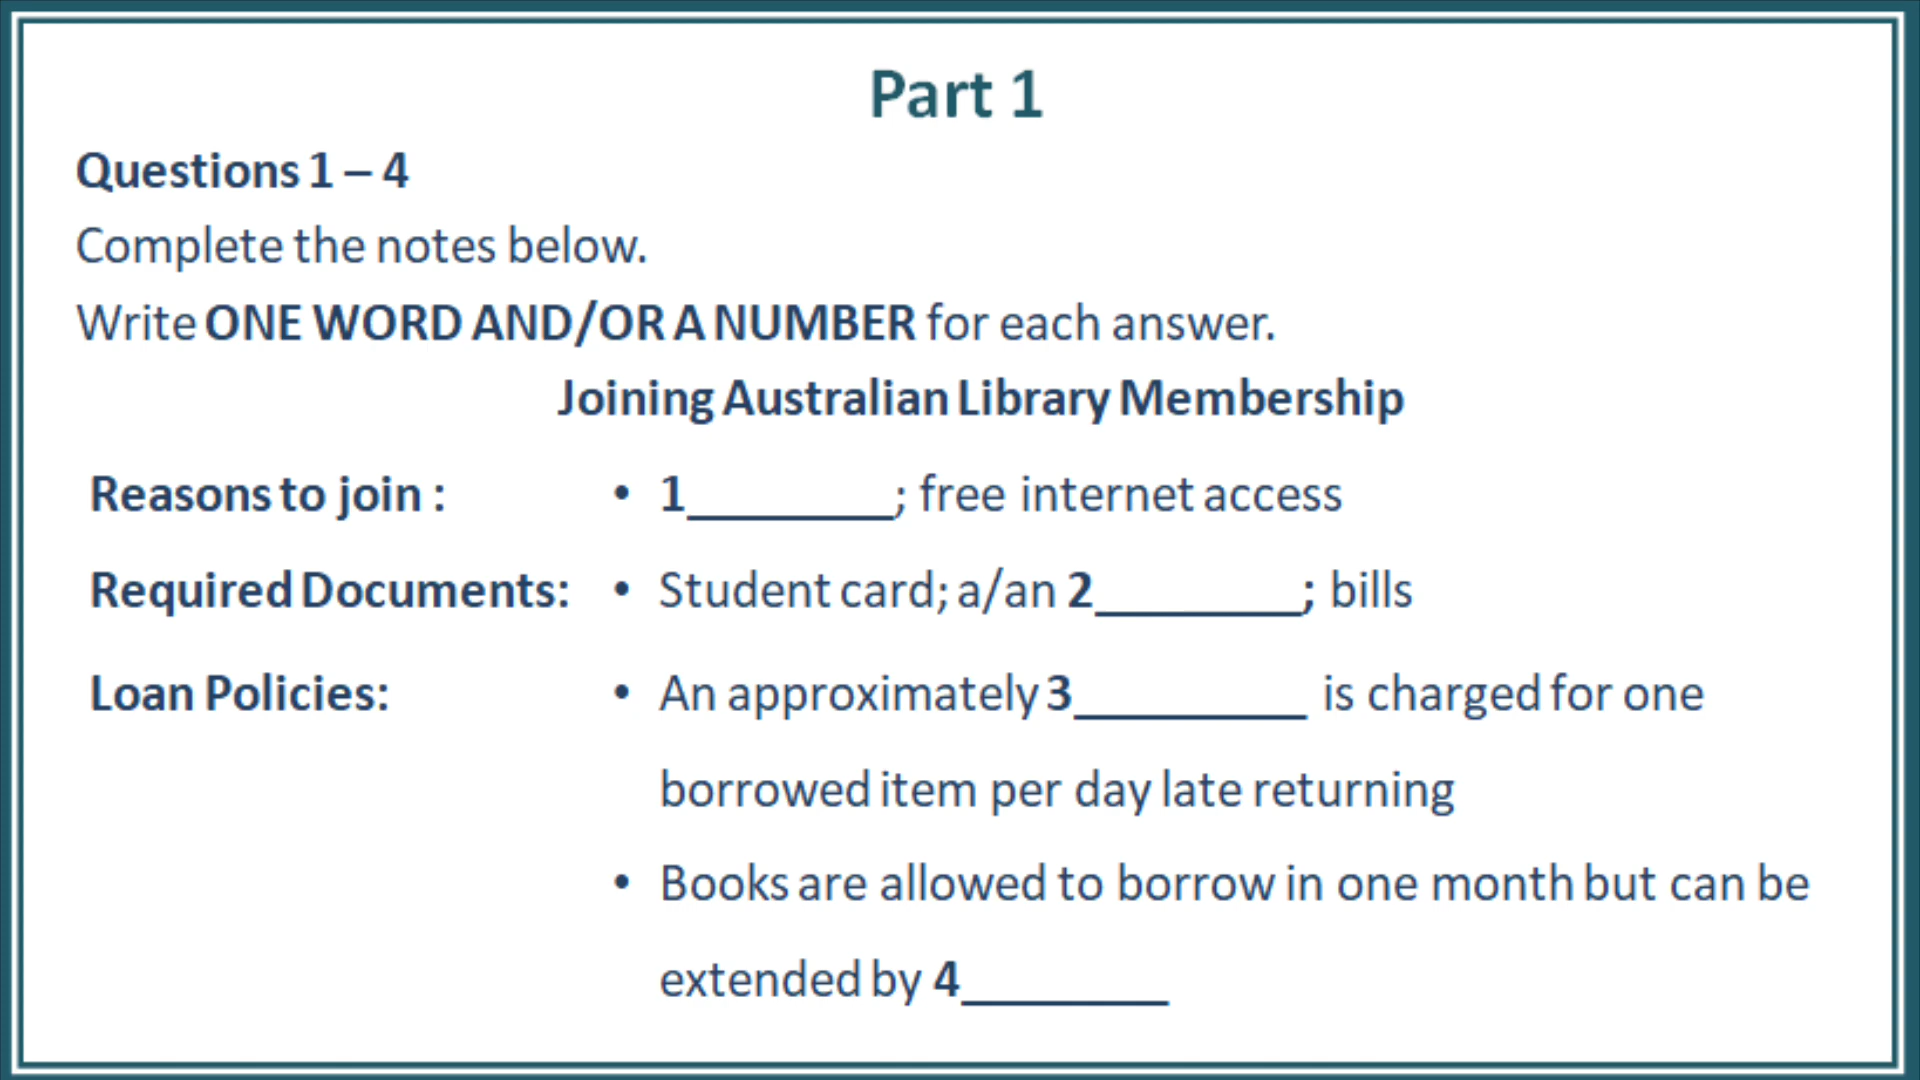 Part 1
Questions 1 – 4
Complete the notes below.
Write ONE WORD AND/OR A NUMBER for each answer.
Joining Australian Library Membership
Reasons to join : • 1________; free internet access
Required Documents: • Student card; a/an 2________; bills
Loan Policies: • An approximately 3_________ is charged for one
borrowed item per day late returning
• Books are allowed to borrow in one month but can be
extended by 4________